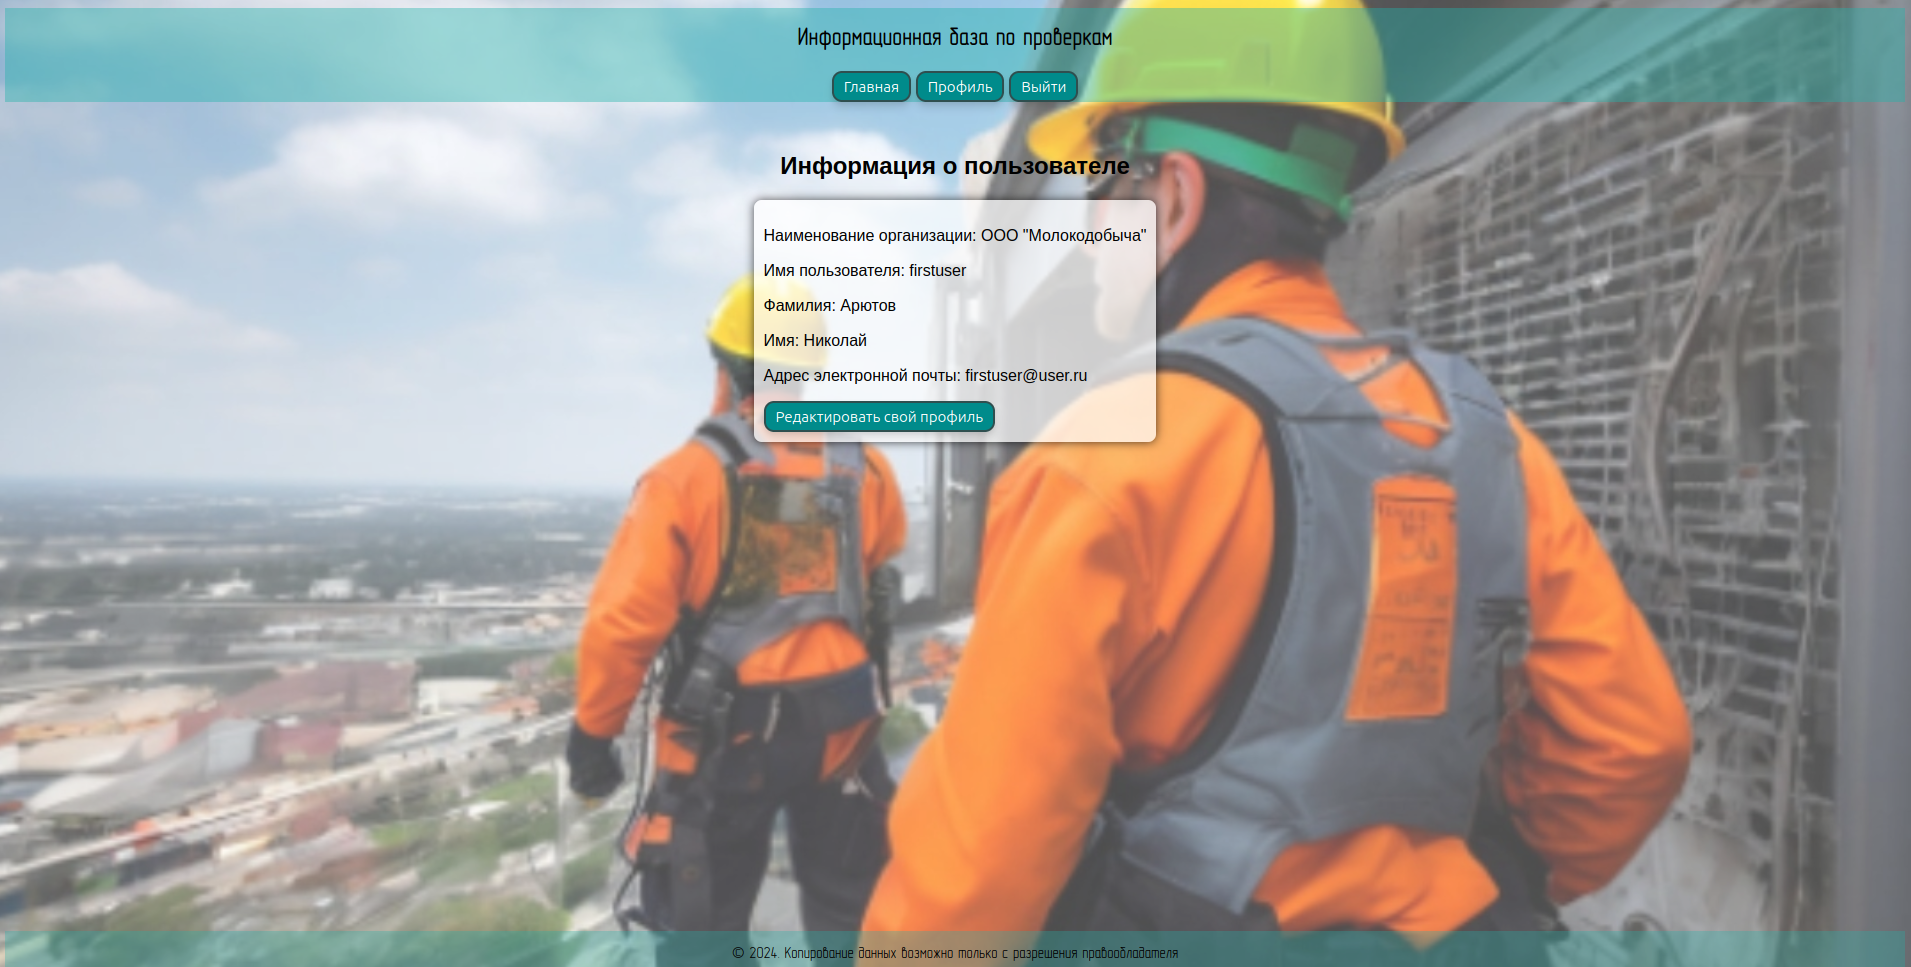 Информационная база по проверкам
Главная Профиль Выйти
Информация о пользователе
Наименование организации: ООО "Молокодобыча"
Имя пользователя: firstuser
Фамилия: Арютов
Имя: Николай
Адрес электронной почты: firstuser@user.ru
Редактировать свой профиль
© 2024. Копирование данных возможно только с разрешения правообладателя